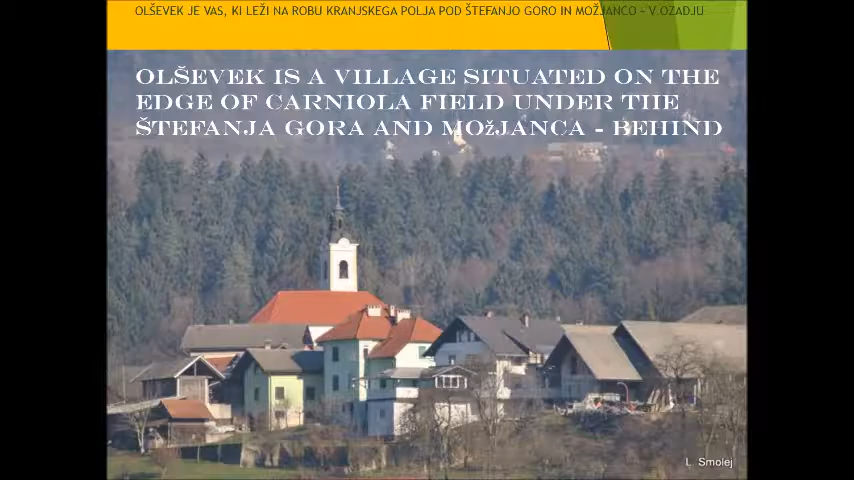 OLŠEVEK JE VAS, KI LEŽI NA ROBU KRANJSKEGA POLJA POD ŠTEFANJO GORO IN MOŽJANCO – V.OZADJU
OLŠEVEK IS A VILLAGE SITUATED ON THE
EDGE OF CARNIOLA FIELD UNDER THE
ŠTEFANJA GORA AND MOžJANCA - BEHIND
L. Smolej